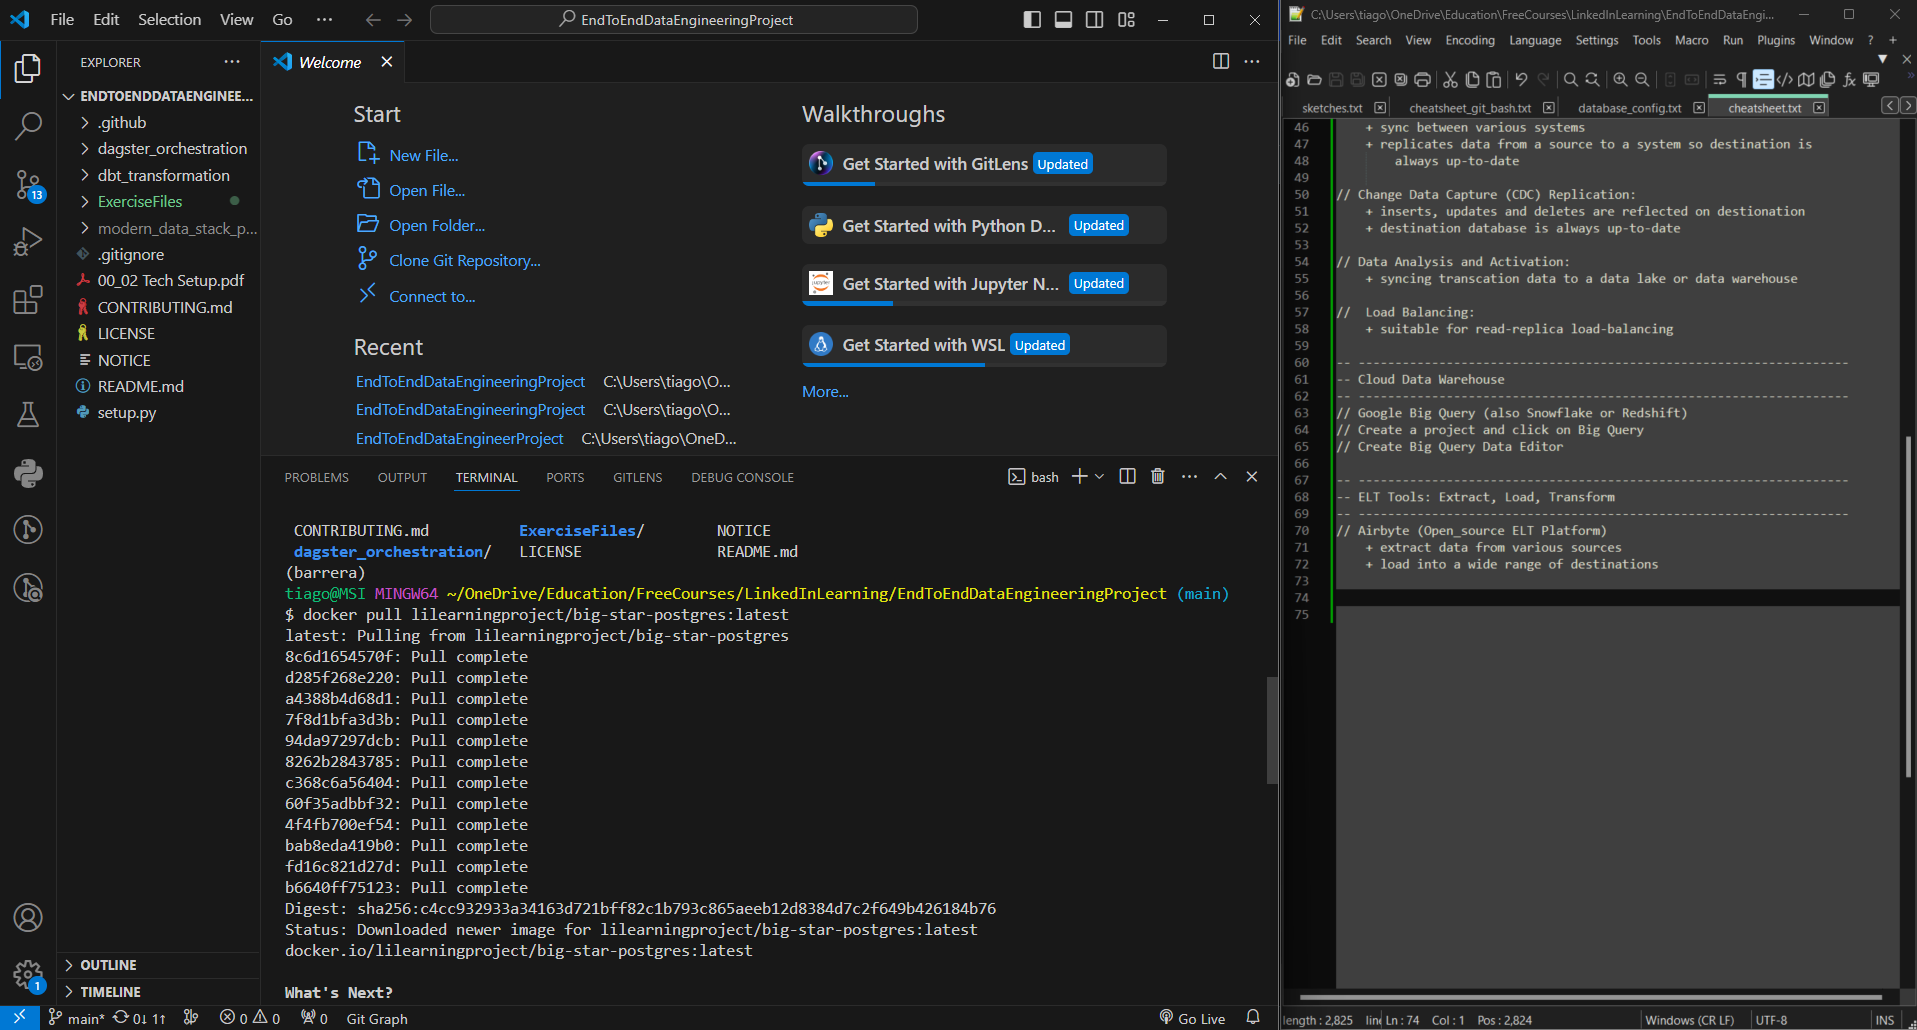 File Edit Selection View Go ···
EndToEndDataEngineeringProject
EXPLORER
ENDTOENDDATAENGINEE...
.github
dagster_orchestration
dbt_transformation
ExerciseFiles
modern_data_stack_p...
.gitignore
00_02 Tech Setup.pdf
CONTRIBUTING.md
LICENSE
NOTICE
README.md
setup.py
OUTLINE
TIMELINE
13
1
Welcome
Start
New File...
Open File...
Open Folder...
Clone Git Repository...
Connect to...
Recent
EndToEndDataEngineeringProject C:\Users\tiago\O...
EndToEndDataEngineeringProject C:\Users\tiago\O...
EndToEndDataEngineerProject C:\Users\tiago\OneD...
Walkthroughs
Get Started with GitLens Updated
Get Started with Python D... Updated
Get Started with Jupyter N... Updated
Get Started with WSL Updated
More...
PROBLEMS OUTPUT TERMINAL PORTS GITLENS DEBUG CONSOLE
bash
CONTRIBUTING.md ExerciseFiles/ NOTICE
dagster_orchestration/ LICENSE README.md
(barrera)
tiago@MSI MINGW64 ~/OneDrive/Education/FreeCourses/LinkedInLearning/EndToEndDataEngineeringProject (main)
$ docker pull lilearningproject/big-star-postgres:latest
latest: Pulling from lilearningproject/big-star-postgres
8c6d1654570f: Pull complete
d285f268e220: Pull complete
a4388b4d68d1: Pull complete
7f8d1bfa3d3b: Pull complete
94da97297dcb: Pull complete
8262b2843785: Pull complete
c368c6a56404: Pull complete
60f35adbbf32: Pull complete
4f4fb700ef54: Pull complete
bab8eda419b0: Pull complete
fd16c821d27d: Pull complete
b6640ff75123: Pull complete
Digest: sha256:c4cc932933a34163d721bff82c1b793c865aeeb12d8384d7c2f649b426184b76
Status: Downloaded newer image for lilearningproject/big-star-postgres:latest
docker.io/lilearningproject/big-star-postgres:latest
What's Next?
main* 0↓ 1↑ 0 0 0 Git Graph Go Live
C:\Users\tiago\OneDrive\Education\FreeCourses\LinkedInLearning\EndToEndDataEngi...
File Edit Search View Encoding Language Settings Tools Macro Run Plugins Window ? +
sketches.txt cheatsheet_git_bash.txt database_config.txt cheatsheet.txt
46 + sync between various systems
47 + replicates data from a source to a system so destination is
48 always up-to-date
49
50 // Change Data Capture (CDC) Replication:
51 + inserts, updates and deletes are reflected on destionation
52 + destination database is always up-to-date
53
54 // Data Analysis and Activation:
55 + syncing transcation data to a data lake or data warehouse
56
57 // Load Balancing:
58 + suitable for read-replica load-balancing
59
60 -- --------------------------------------------------------------------
61 -- Cloud Data Warehouse
62 -- --------------------------------------------------------------------
63 // Google Big Query (also Snowflake or Redshift)
64 // Create a project and click on Big Query
65 // Create Big Query Data Editor
66
67 -- --------------------------------------------------------------------
68 -- ELT Tools: Extract, Load, Transform
69 -- --------------------------------------------------------------------
70 // Airbyte (Open_source ELT Platform)
71 + extract data from various sources
72 + load into a wide range of destinations
73
74
75
length : 2,825 line Ln : 74 Col : 1 Pos : 2,824 Windows (CR LF) UTF-8 INS